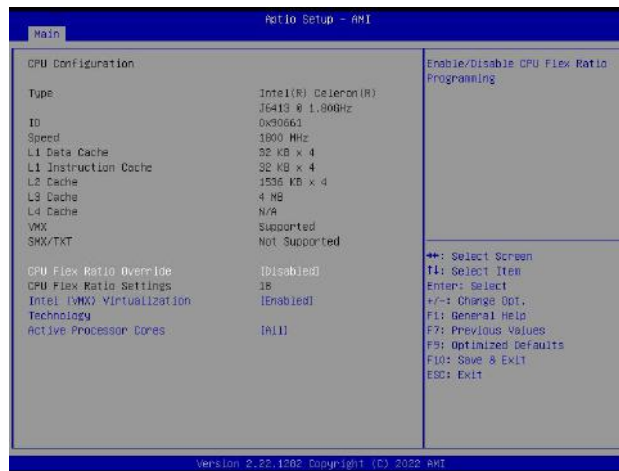 Aptio Setup - AMI
Main
CPU Configuration
Enable/Disable CPU Flex Ratio
Programming
Type Intel(R) Celeron(R)
J6413 @ 1.80GHz
ID 0x90661
Speed 1800 MHz
L1 Data Cache 32 KB x 4
L1 Instruction Cache 32 KB x 4
L2 Cache 1536 KB x 4
L3 Cache 4 MB
L4 Cache N/A
VMX Supported
SMX/TXT Not Supported
CPU Flex Ratio Override [Disabled]
CPU Flex Ratio Settings 18
Intel (VMX) Virtualization [Enabled]
Technology
Active Processor Cores [All]
→←: Select Screen
↑↓: Select Item
Enter: Select
+/-: Change Opt.
F1: General Help
F7: Previous Values
F9: Optimized Defaults
F10: Save & Exit
ESC: Exit
Version 2.22.1282 Copyright (C) 2022 AMI